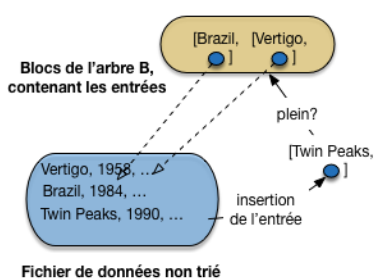 [Brazil, [Vertigo,
] ]
Blocs de l'arbre B,
contenant les entrées
plein?
[Twin Peaks,
]
Vertigo, 1958, ...
Brazil, 1984, ...
Twin Peaks, 1990, ...
insertion
de l'entrée
Fichier de données non trié